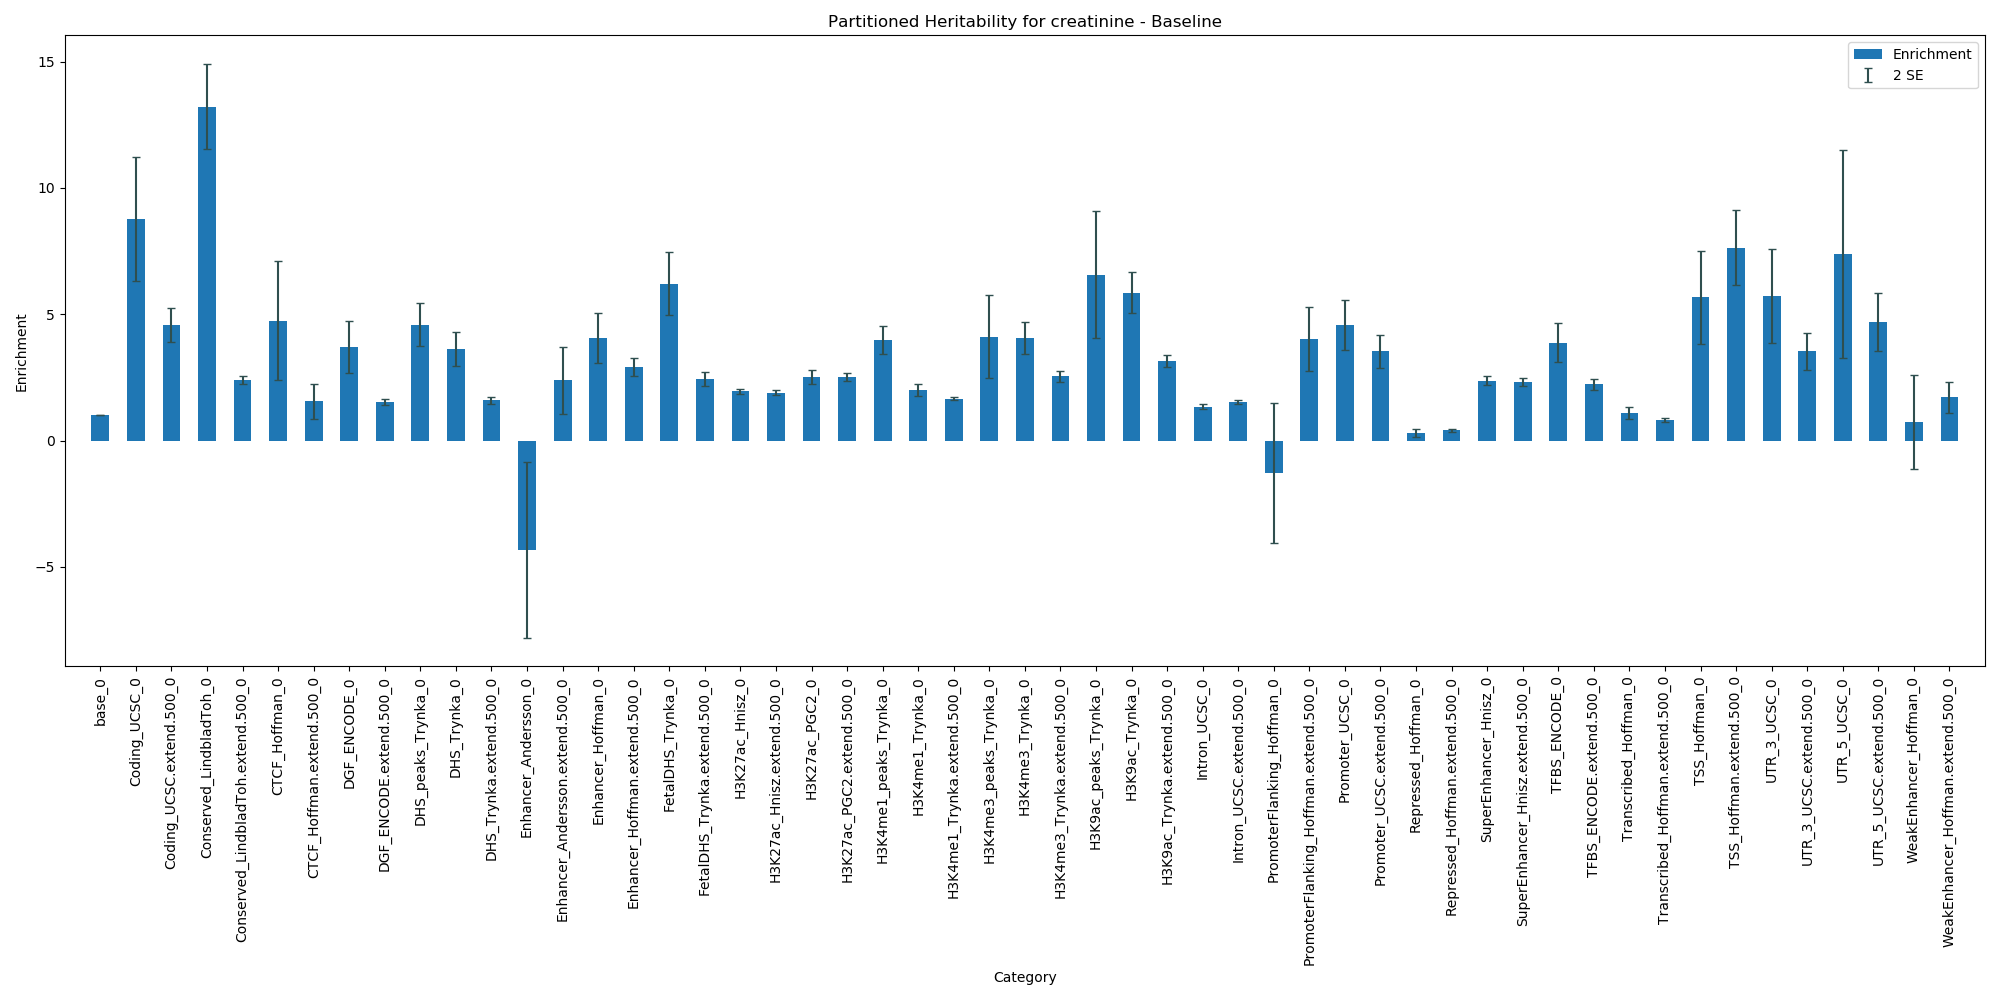 Partitioned Heritability for creatinine - Baseline
Enrichment
2 SE
15
10
5
0
−5
Enrichment
base_0
Coding_UCSC_0
Coding_UCSC.extend.500_0
Conserved_LindbladToh_0
Conserved_LindbladToh.extend.500_0
CTCF_Hoffman_0
CTCF_Hoffman.extend.500_0
DGF_ENCODE_0
DGF_ENCODE.extend.500_0
DHS_peaks_Trynka_0
DHS_Trynka_0
DHS_Trynka.extend.500_0
Enhancer_Andersson_0
Enhancer_Andersson.extend.500_0
Enhancer_Hoffman_0
Enhancer_Hoffman.extend.500_0
FetalDHS_Trynka_0
FetalDHS_Trynka.extend.500_0
H3K27ac_Hnisz_0
H3K27ac_Hnisz.extend.500_0
H3K27ac_PGC2_0
H3K27ac_PGC2.extend.500_0
H3K4me1_peaks_Trynka_0
H3K4me1_Trynka_0
H3K4me1_Trynka.extend.500_0
H3K4me3_peaks_Trynka_0
H3K4me3_Trynka_0
H3K4me3_Trynka.extend.500_0
H3K9ac_peaks_Trynka_0
H3K9ac_Trynka_0
H3K9ac_Trynka.extend.500_0
Intron_UCSC_0
Intron_UCSC.extend.500_0
PromoterFlanking_Hoffman_0
PromoterFlanking_Hoffman.extend.500_0
Promoter_UCSC_0
Promoter_UCSC.extend.500_0
Repressed_Hoffman_0
Repressed_Hoffman.extend.500_0
SuperEnhancer_Hnisz_0
SuperEnhancer_Hnisz.extend.500_0
TFBS_ENCODE_0
TFBS_ENCODE.extend.500_0
Transcribed_Hoffman_0
Transcribed_Hoffman.extend.500_0
TSS_Hoffman_0
TSS_Hoffman.extend.500_0
UTR_3_UCSC_0
UTR_3_UCSC.extend.500_0
UTR_5_UCSC_0
UTR_5_UCSC.extend.500_0
WeakEnhancer_Hoffman_0
WeakEnhancer_Hoffman.extend.500_0
Category